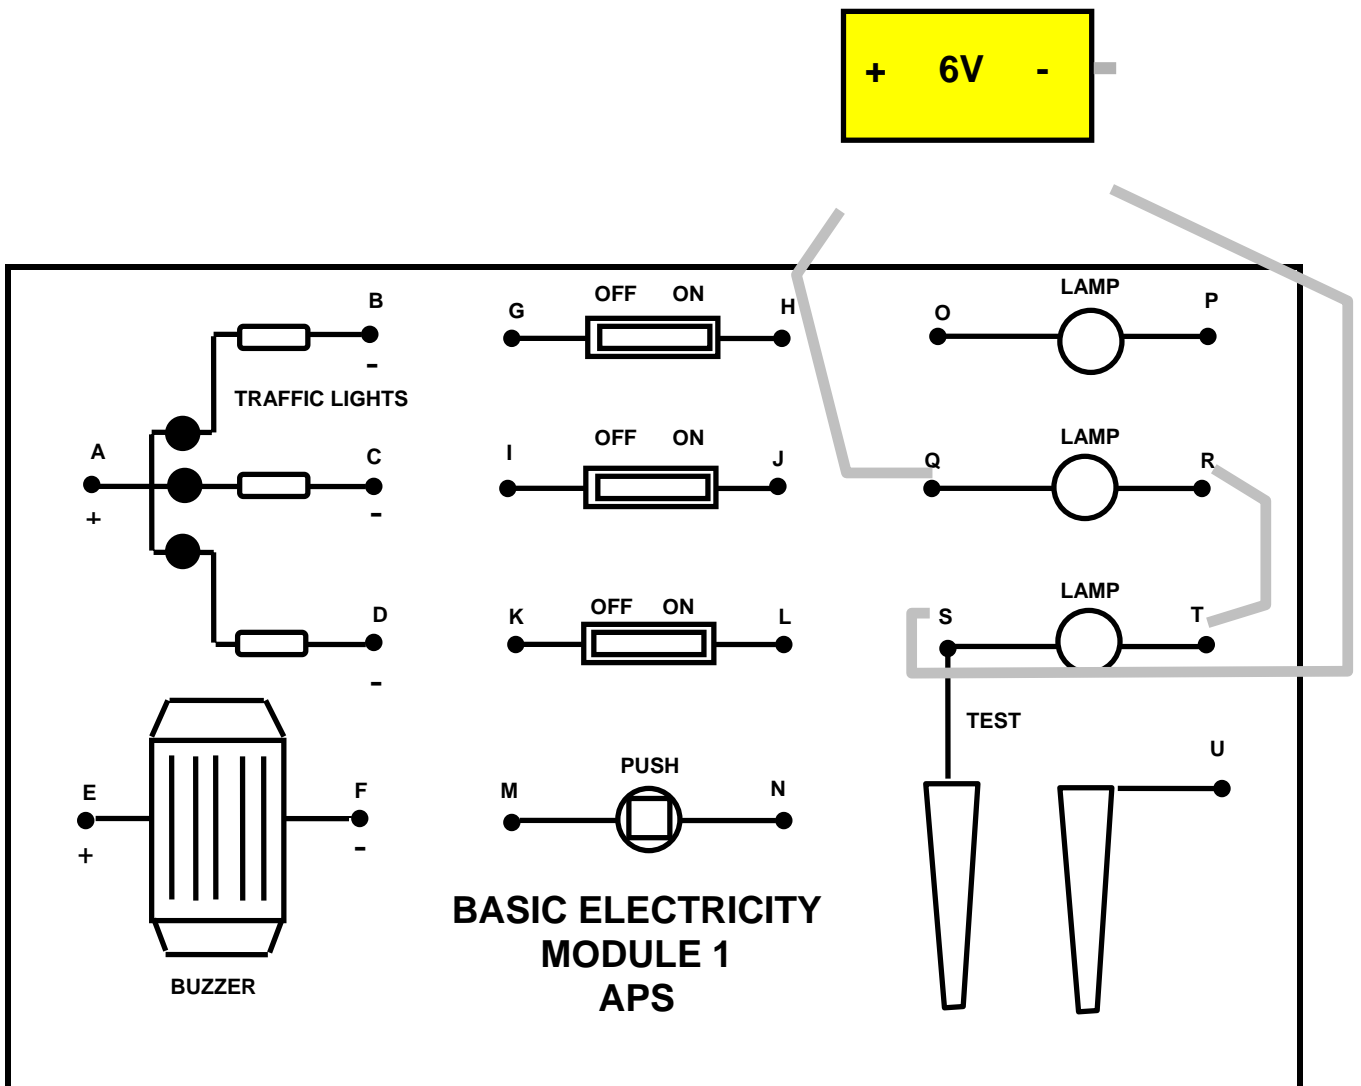 + 6V -
B
-
TRAFFIC LIGHTS
A
+
C
-
D
-
E
+
F
-
BUZZER
G
OFF ON
H
I
OFF ON
J
K
OFF ON
L
M
PUSH
N
BASIC ELECTRICITY
MODULE 1
APS
O
LAMP
P
Q
LAMP
R
S
LAMP
T
TEST
U